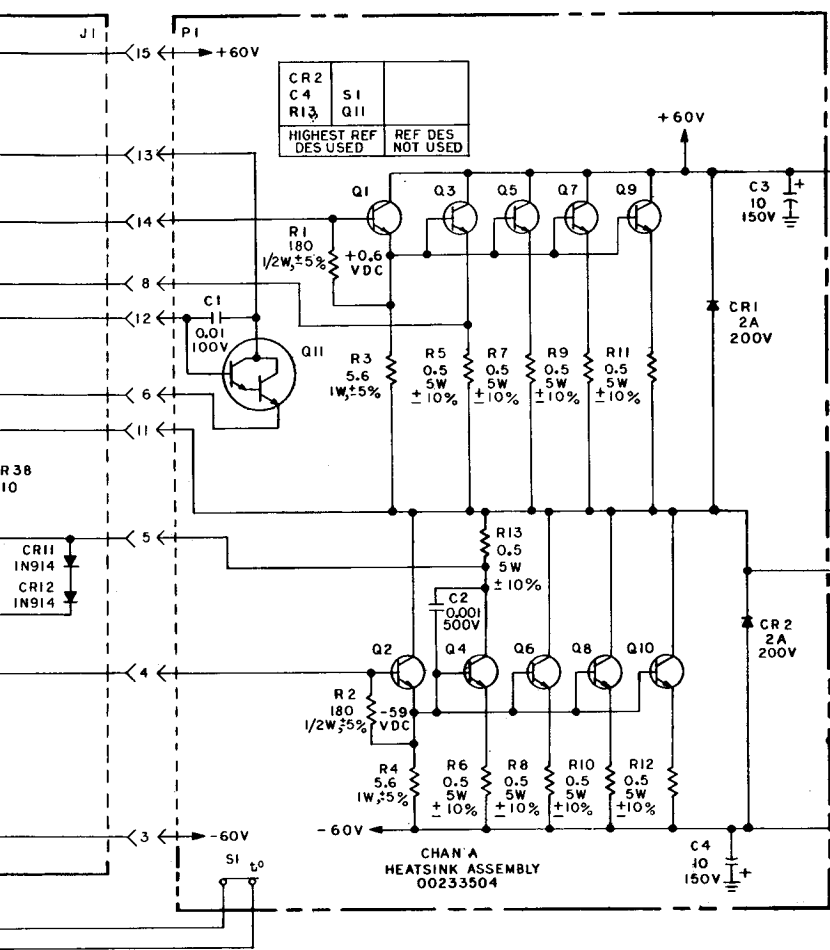 J1
P1
15
+60V
CR2
C4 S1
R13 Q11
HIGHEST REF DES USED
REF DES NOT USED
+60V
13
Q1
Q3
Q5
Q7
Q9
C3
10
150V
+
14
R1
180
1/2W,±5%
+0.6
VDC
8
C1
0.01
100V
12
Q11
CR1
2A
200V
R3
5.6
1W,±5%
R5
0.5
5W
±10%
R7
0.5
5W
±10%
R9
0.5
5W
±10%
R11
0.5
5W
±10%
6
11
R38
10
5
R13
0.5
5W
±10%
CR11
1N914
CR12
1N914
C2
0.001
500V
CR2
2A
200V
Q2
Q4
Q6
Q8
Q10
4
R2
180
1/2W,±5%
-59
VDC
R4
5.6
1W,±5%
R6
0.5
5W
±10%
R8
0.5
5W
±10%
R10
0.5
5W
±10%
R12
0.5
5W
±10%
3
-60V
-60V
S1
t°
CHAN A
HEATSINK ASSEMBLY
00233504
C4
10
150V
+